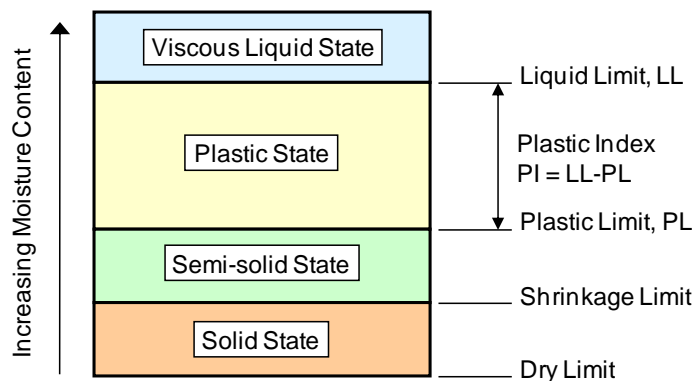 Increasing Moisture Content
Viscous Liquid State
Liquid Limit, LL
Plastic State
Plastic Index
PI = LL-PL
Plastic Limit, PL
Semi-solid State
Shrinkage Limit
Solid State
Dry Limit